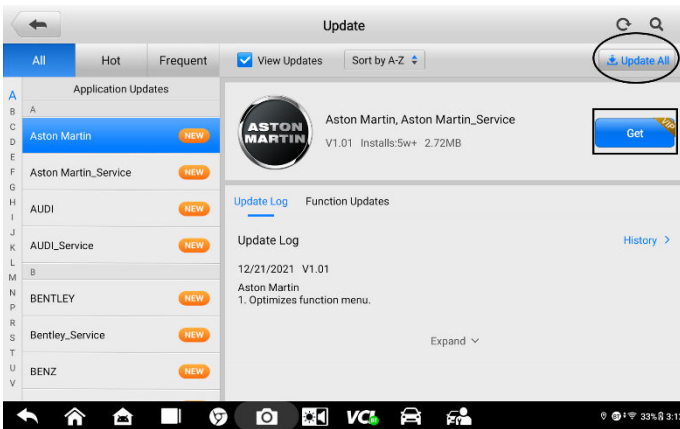 Update
All
Hot
Frequent
View Updates
Sort by A-Z
Update All
Application Updates
A
B
C
D
E
F
G
H
I
J
K
L
M
N
P
R
S
T
U
V
A
Aston Martin NEW
Aston Martin_Service NEW
AUDI NEW
AUDI_Service NEW
B
BENTLEY NEW
Bentley_Service NEW
BENZ NEW
ASTON
MARTIN
Aston Martin, Aston Martin_Service
V1.01 Installs:5w+ 2.72MB
Get
VIP
Update Log Function Updates
Update Log
History
12/21/2021 V1.01
Aston Martin
1. Optimizes function menu.
Expand
VCI
33%